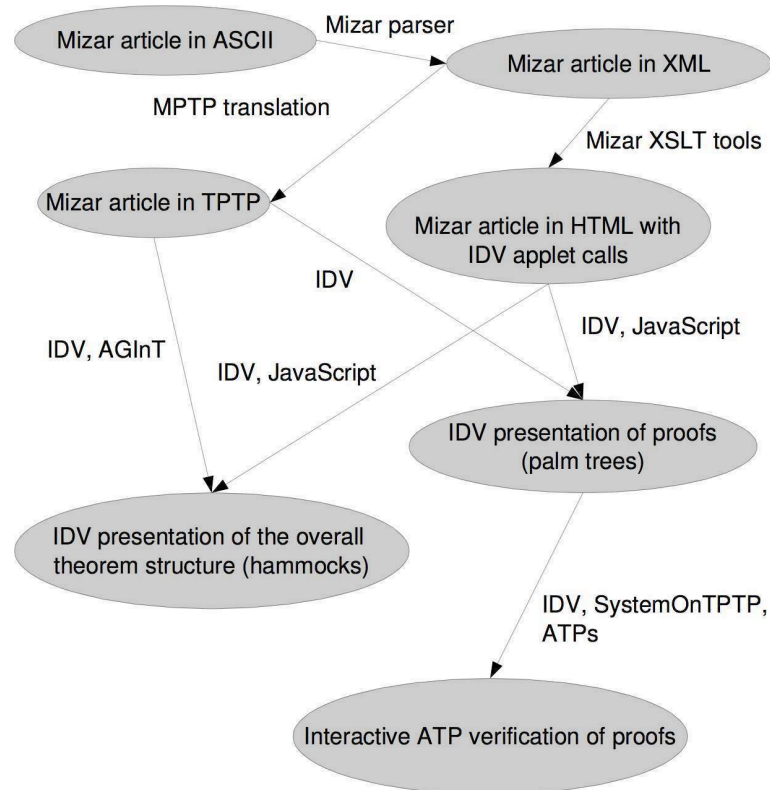 Mizar parser
Mizar article in ASCII
Mizar article in XML
MPTP translation
Mizar XSLT tools
Mizar article in TPTP
Mizar article in HTML with
IDV applet calls
IDV
IDV, JavaScript
IDV, AGInT
IDV, JavaScript
IDV presentation of proofs
(palm trees)
IDV presentation of the overall
theorem structure (hammocks)
IDV, SystemOnTPTP,
ATPs
Interactive ATP verification of proofs